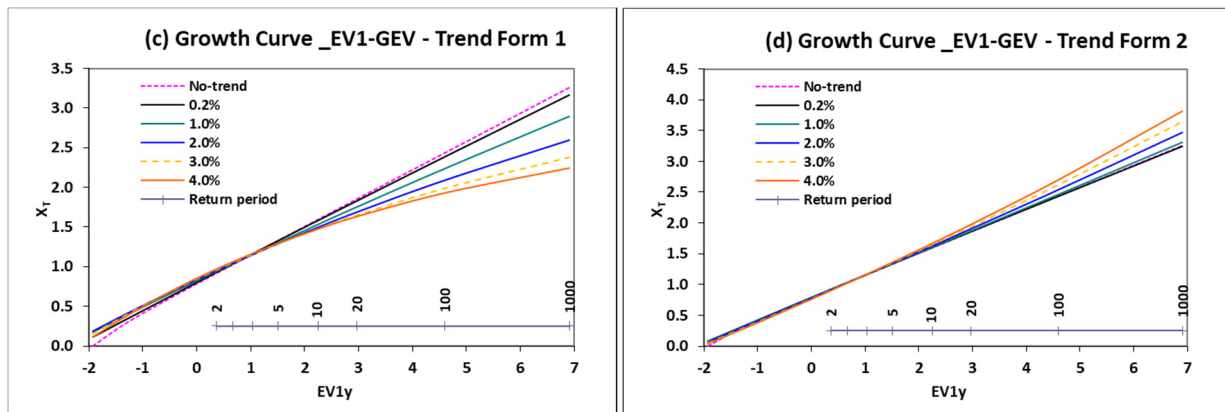 (c) Growth Curve _EV1-GEV - Trend Form 1
3.5
3.0
2.5
2.0
1.5
1.0
0.5
0.0
X_T
No-trend
0.2%
1.0%
2.0%
3.0%
4.0%
Return period
2 5 10 20 100 1000
-2 -1 0 1 2 3 4 5 6 7
EV1y
(d) Growth Curve _EV1-GEV - Trend Form 2
4.5
4.0
3.5
3.0
2.5
2.0
1.5
1.0
0.5
0.0
X_T
No-trend
0.2%
1.0%
2.0%
3.0%
4.0%
Return period
2 5 10 20 100 1000
-2 -1 0 1 2 3 4 5 6 7
EV1y